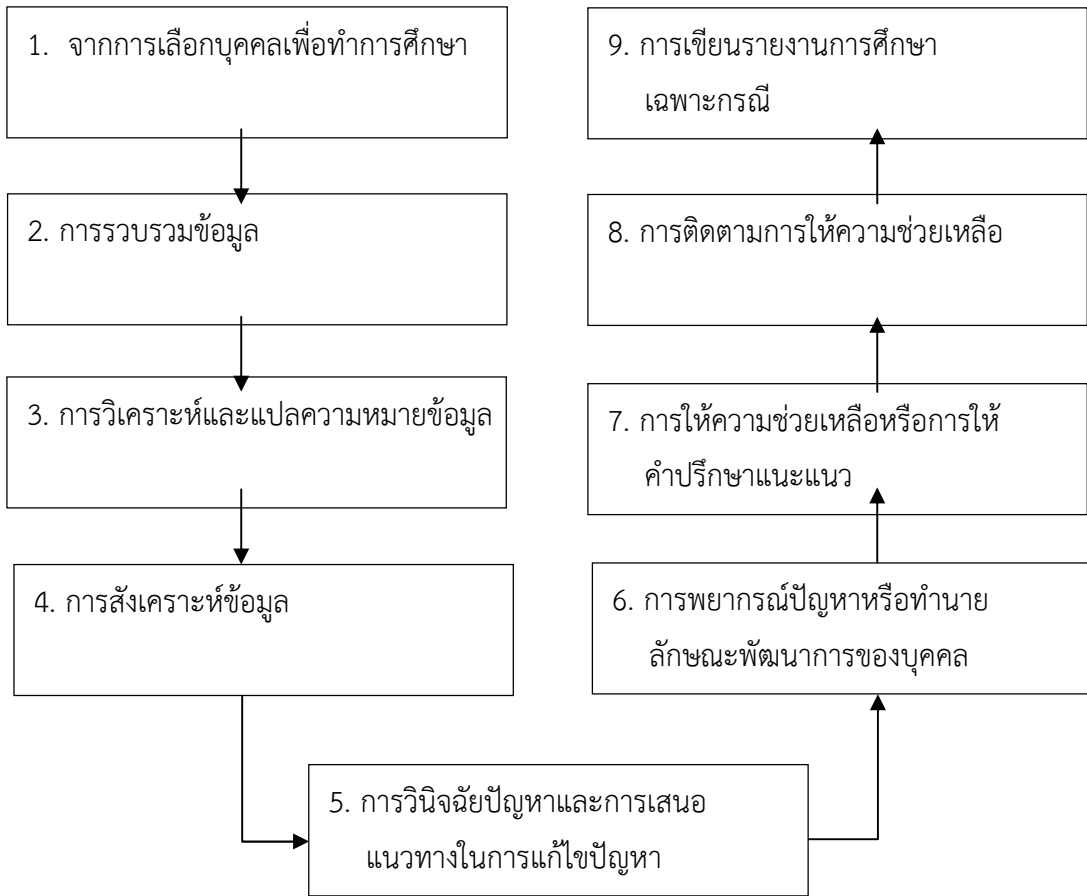 1. จากการเลือกบุคคลเพื่อทำการศึกษา
2. การรวบรวมข้อมูล
3. การวิเคราะห์และแปลความหมายข้อมูล
4. การสังเคราะห์ข้อมูล
5. การวินิจฉัยปัญหาและการเสนอ
แนวทางในการแก้ไขปัญหา
6. การพยากรณ์ปัญหาหรือทำนาย
ลักษณะพัฒนาการของบุคคล
7. การให้ความช่วยเหลือหรือการให้
คำปรึกษาแนะแนว
8. การติดตามการให้ความช่วยเหลือ
9. การเขียนรายงานการศึกษา
เฉพาะกรณี